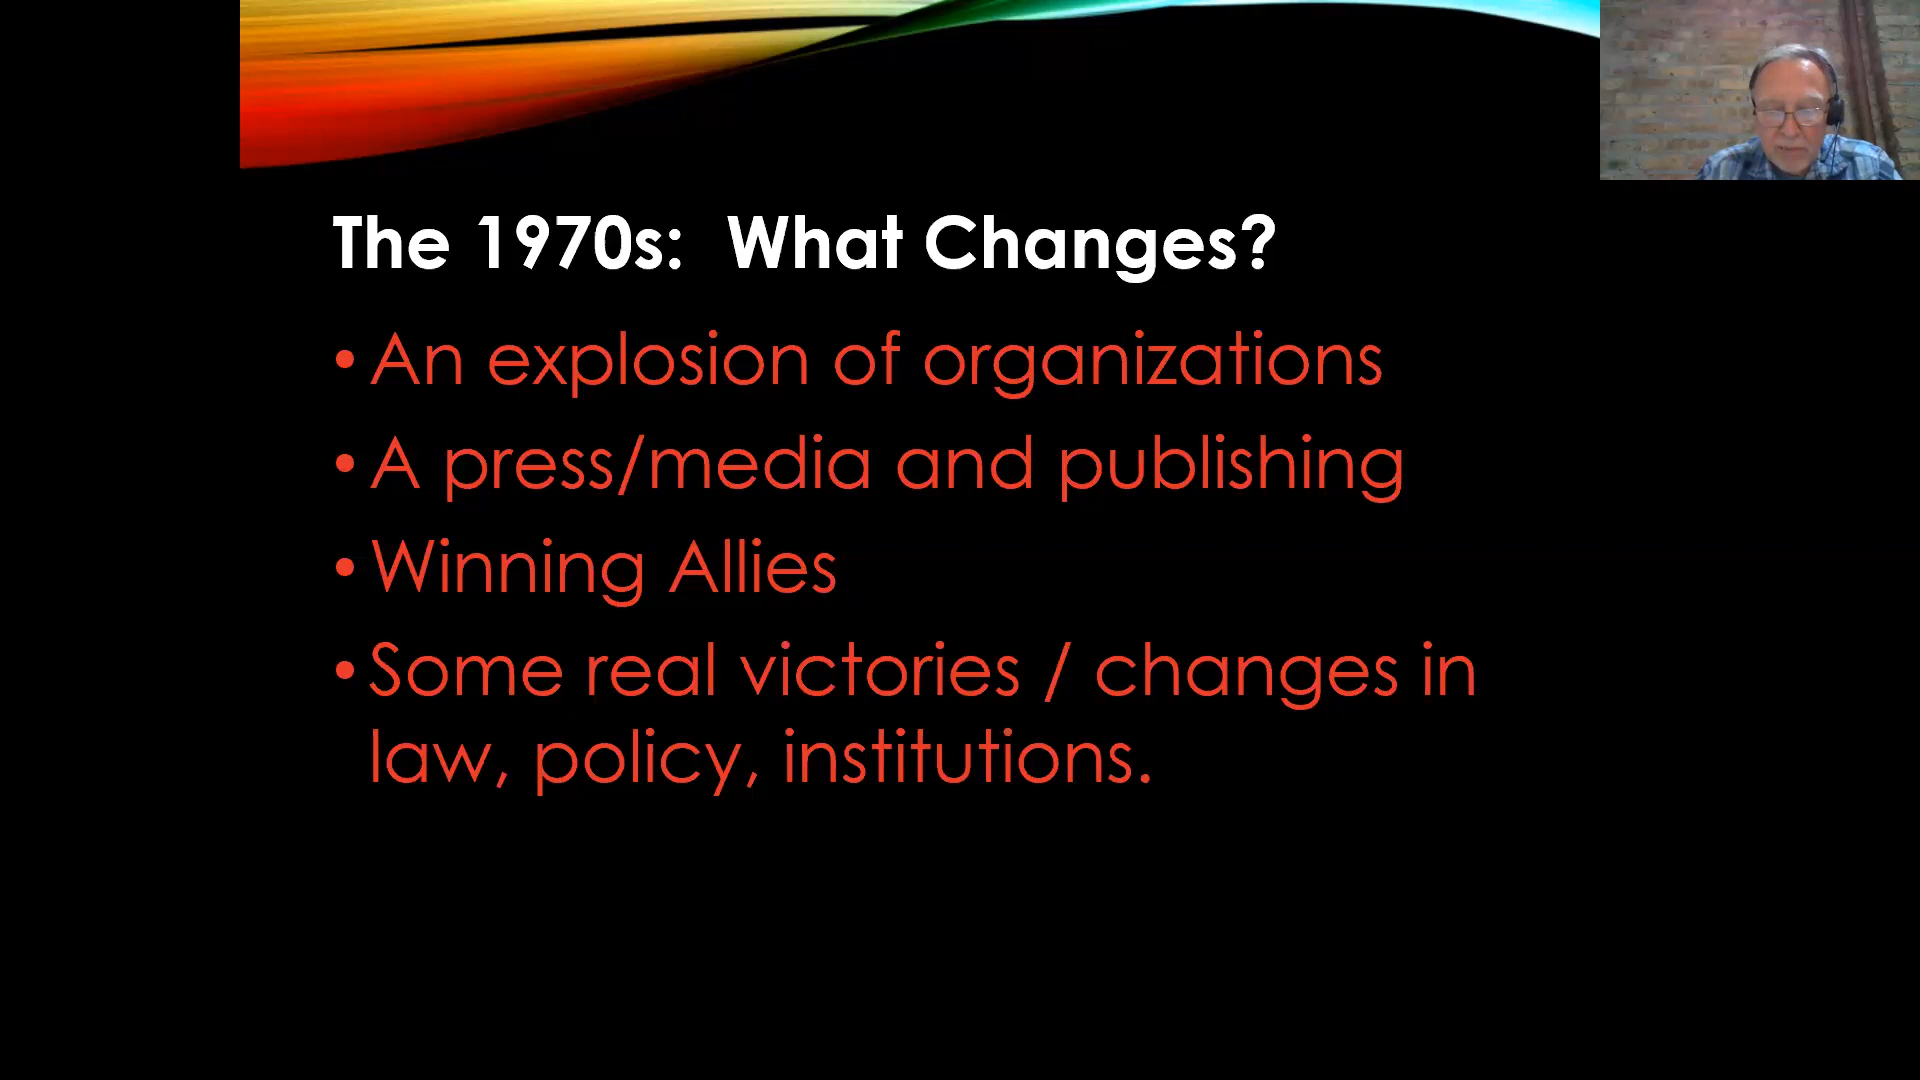 The 1970s:  What Changes?
• An explosion of organizations
• A press/media and publishing
• Winning Allies
• Some real victories / changes in
law, policy, institutions.